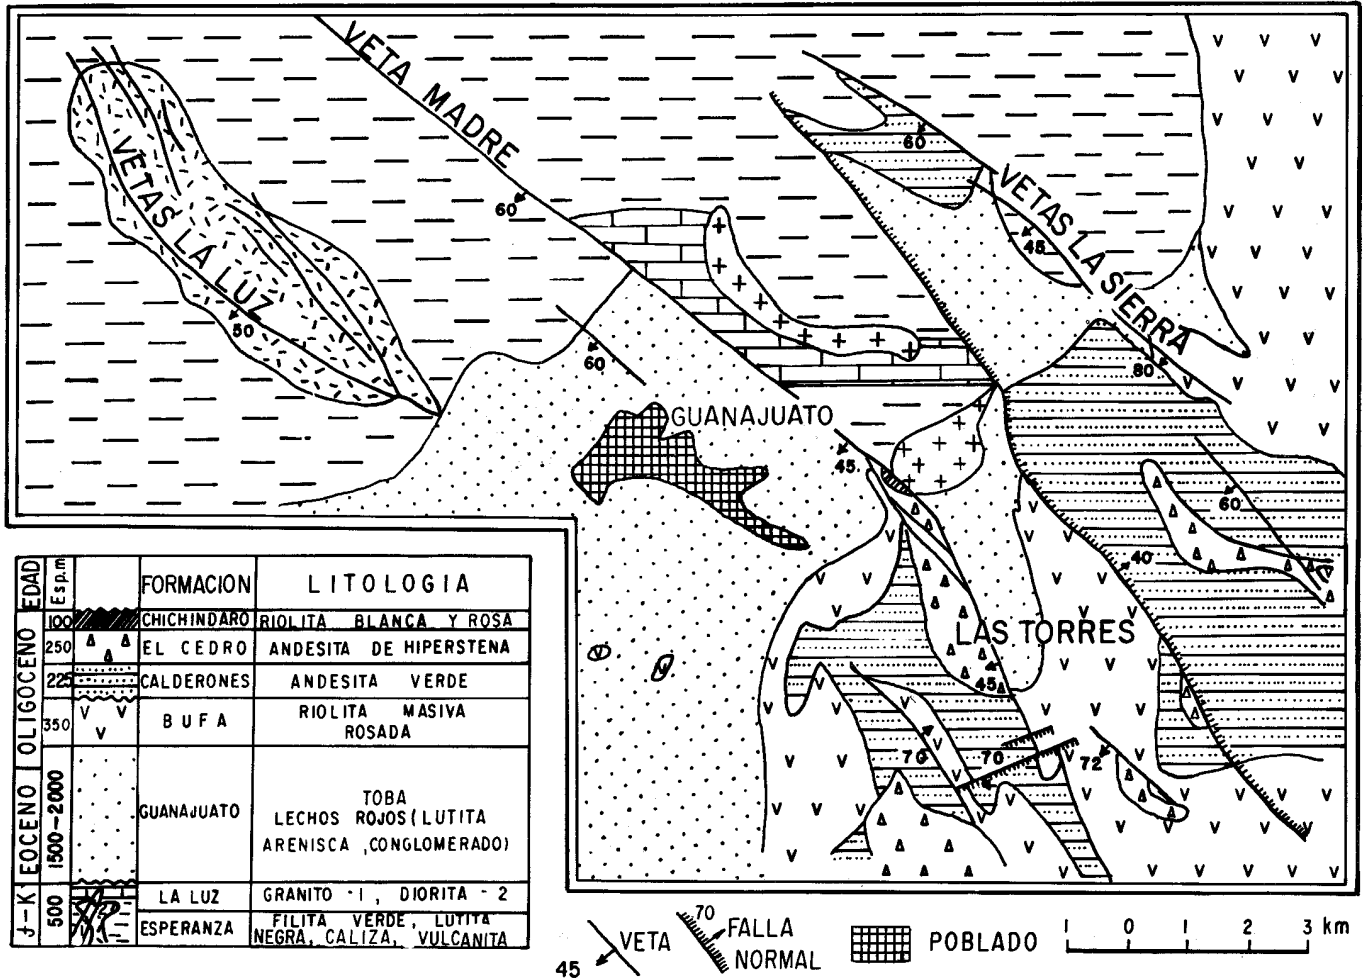 VETA MADRE
VETAS LA LUZ
VETAS LA SIERRA
60
60
45
50
60
80
GUANAJUATO
45
60
40
LAS TORRES
45
70
70
72
EDAD
Esp.m
FORMACION
LITOLOGIA
OLIGOCENO
100
CHICHINDARO
RIOLITA BLANCA Y ROSA
250
EL CEDRO
ANDESITA DE HIPERSTENA
225
CALDERONES
ANDESITA VERDE
350
BUFA
RIOLITA MASIVA
ROSADA
EOCENO
1500-2000
GUANAJUATO
TOBA
LECHOS ROJOS (LUTITA
ARENISCA ,CONGLOMERADO)
J-K
500
LA LUZ
GRANITO -1, DIORITA -2
ESPERANZA
FILITA VERDE, LUTITA
NEGRA, CALIZA, VULCANITA
45
VETA
70
FALLA
NORMAL
POBLADO
1 0 1 2 3 km